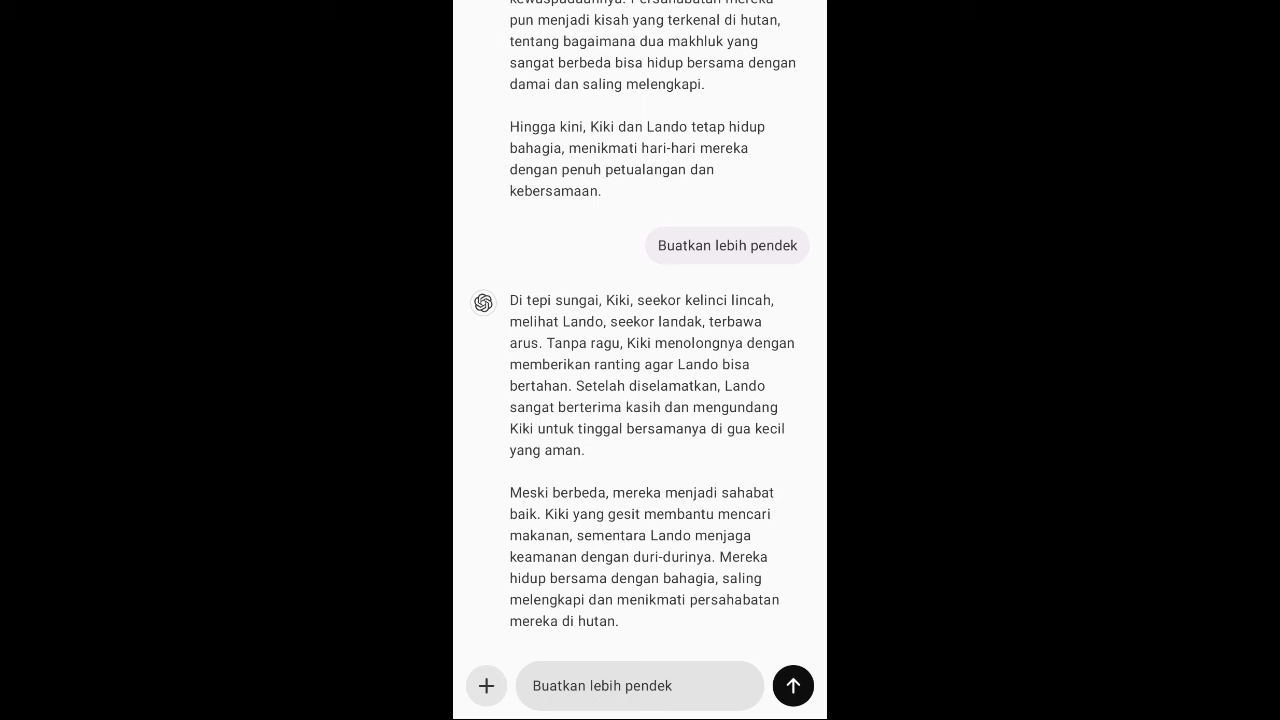 kewaspadaannya. Persahabatan mereka
pun menjadi kisah yang terkenal di hutan,
tentang bagaimana dua makhluk yang
sangat berbeda bisa hidup bersama dengan
damai dan saling melengkapi.
Hingga kini, Kiki dan Lando tetap hidup
bahagia, menikmati hari-hari mereka
dengan penuh petualangan dan
kebersamaan.
Buatkan lebih pendek
Di tepi sungai, Kiki, seekor kelinci lincah,
melihat Lando, seekor landak, terbawa
arus. Tanpa ragu, Kiki menolongnya dengan
memberikan ranting agar Lando bisa
bertahan. Setelah diselamatkan, Lando
sangat berterima kasih dan mengundang
Kiki untuk tinggal bersamanya di gua kecil
yang aman.
Meski berbeda, mereka menjadi sahabat
baik. Kiki yang gesit membantu mencari
makanan, sementara Lando menjaga
keamanan dengan duri-durinya. Mereka
hidup bersama dengan bahagia, saling
melengkapi dan menikmati persahabatan
mereka di hutan.
Buatkan lebih pendek